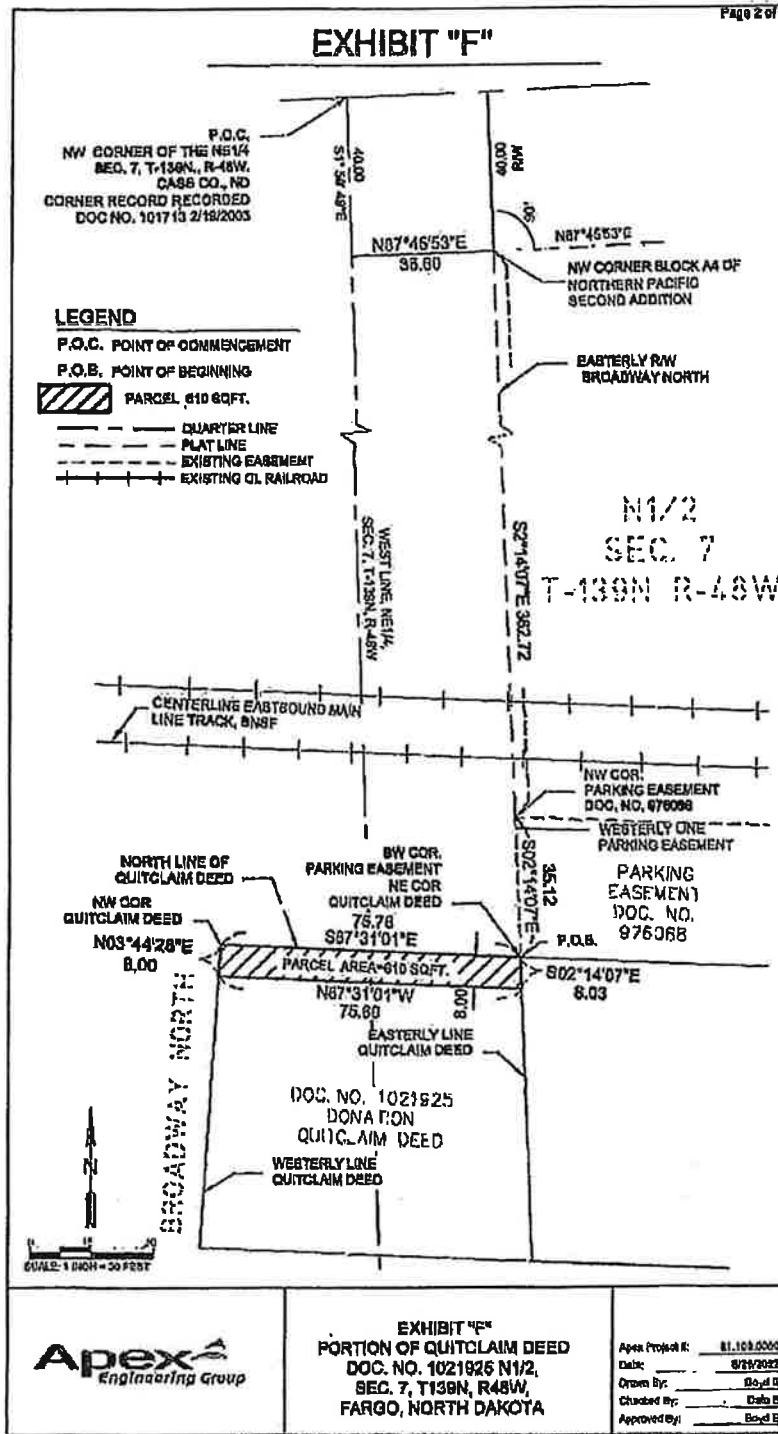 Page 2 of
EXHIBIT "F"
P.O.C.
NW CORNER OF THE NE1/4
SEC. 7, T-139N., R-48W.
CASS CO., ND
CORNER RECORD RECORDED
DOC NO. 101713 2/19/2003
40.00
40.00
R/W
90'
N87°46'53"E
36.60
N87°46'53"E
NW CORNER BLOCK A4 OF
NORTHERN PACIFIC
SECOND ADDITION
LEGEND
P.O.C. POINT OF COMMENCEMENT
P.O.B. POINT OF BEGINNING
PARCEL 610 SQFT.
QUARTER LINE
PLAT LINE
EXISTING EASEMENT
EXISTING CL RAILROAD
EASTERLY R/W
BROADWAY NORTH
WEST LINE, NE1/4,
SEC. 7, T-139N, R-48W
S2°14'07"E 362.72
N1/2
SEC. 7
T-139N R-48W
CENTERLINE EASTBOUND MAIN
LINE TRACK, BNSF
NW COR.
PARKING EASEMENT
DOC. NO. 976068
WESTERLY LINE
PARKING EASEMENT
S02°14'07"E
35.12
PARKING
EASEMENT
DOC. NO.
976068
NORTH LINE OF
QUITCLAIM DEED
SW COR.
PARKING EASEMENT
NE COR
QUITCLAIM DEED
NW COR
QUITCLAIM DEED
N03°44'28"E
8.00
76.76
S87°31'01"E
P.O.B.
PARCEL AREA=610 SQFT.
S02°14'07"E
8.03
N87°31'01"W
75.60
8.00
EASTERLY LINE
QUITCLAIM DEED
BROADWAY NORTH
DOC. NO. 1021925
DONATION
QUITCLAIM DEED
WESTERLY LINE
QUITCLAIM DEED
N
SCALE: 1 INCH = 30 FEET
Apex
Engineering Group
EXHIBIT "F"
PORTION OF QUITCLAIM DEED
DOC. NO. 1021925 N1/2,
SEC. 7, T139N, R48W,
FARGO, NORTH DAKOTA
Apex Project #:
Date:
Drawn By: Boyd
Checked By:
Approved By: Boyd